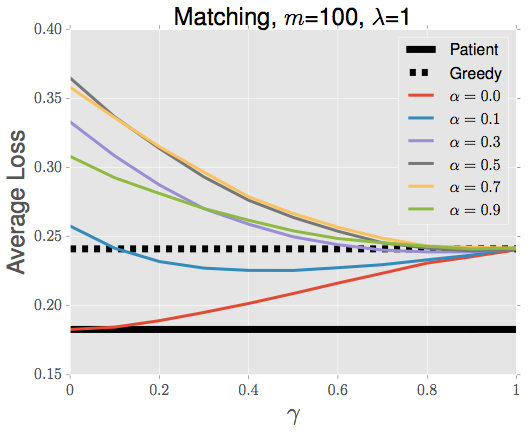 Matching, m=100, λ=1
Average Loss
0.40
0.35
0.30
0.25
0.20
0.15
0
0.2
0.4
0.6
0.8
1
γ
Patient
Greedy
α = 0.0
α = 0.1
α = 0.3
α = 0.5
α = 0.7
α = 0.9